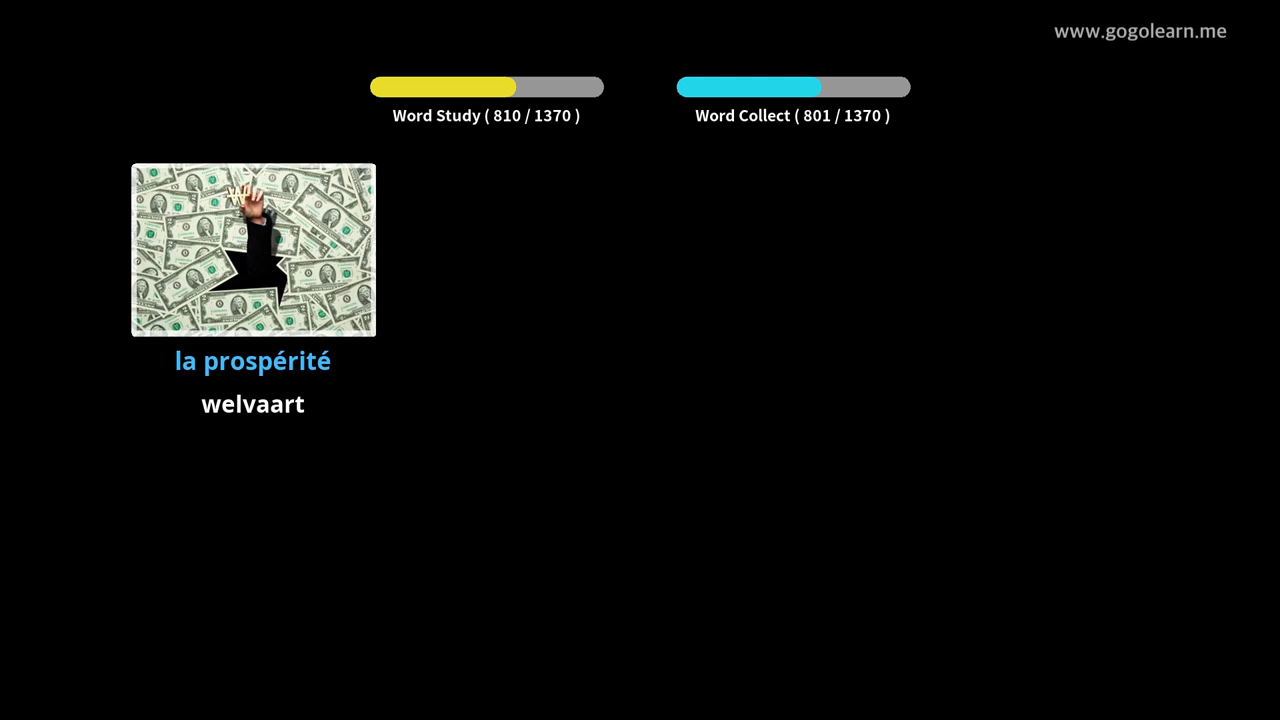 www.gogolearn.me
Word Study ( 810 / 1370 )
Word Collect ( 801 / 1370 )
la prospérité
welvaart